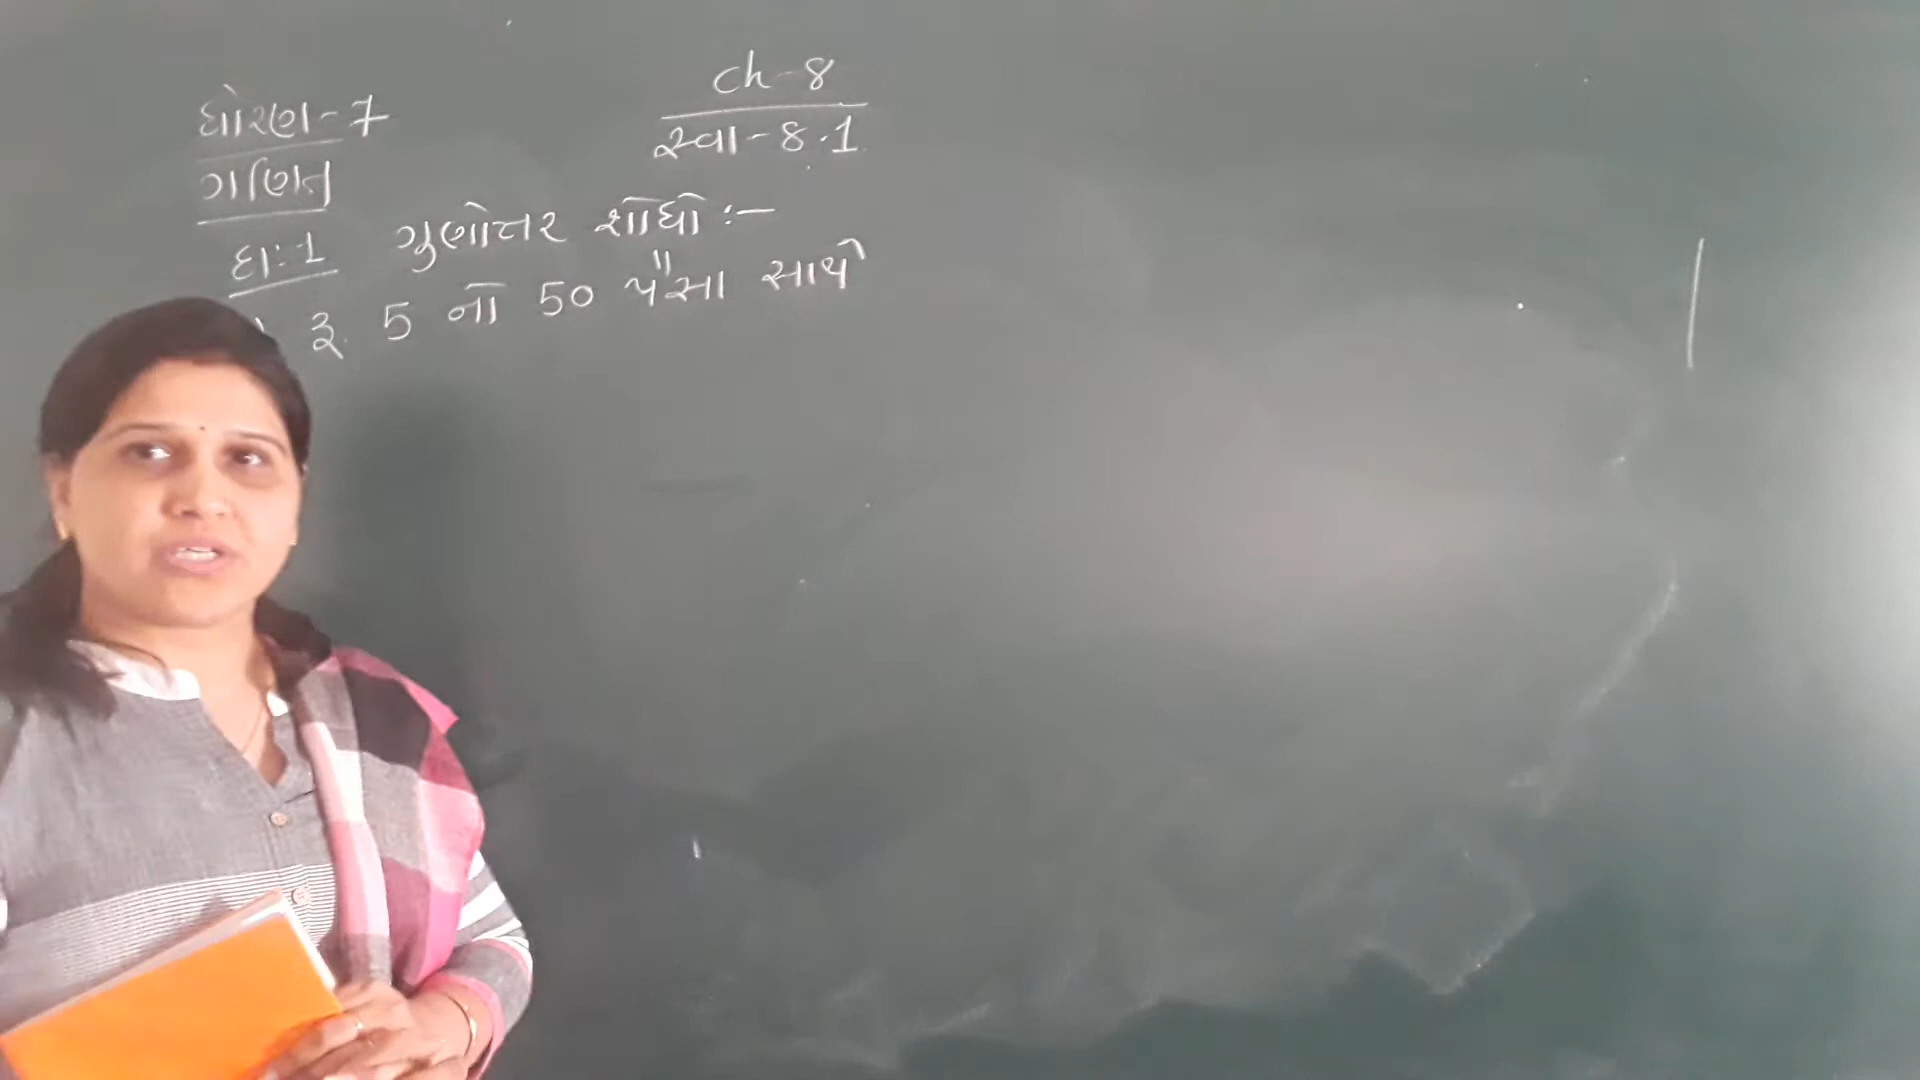 ધોરણ-7
ગણિત
ch-8
સ્વા-8.1
દા:1 ગુણોત્તર શોધો :-
રૂ. 5 નો 50 પૈસા સાથે